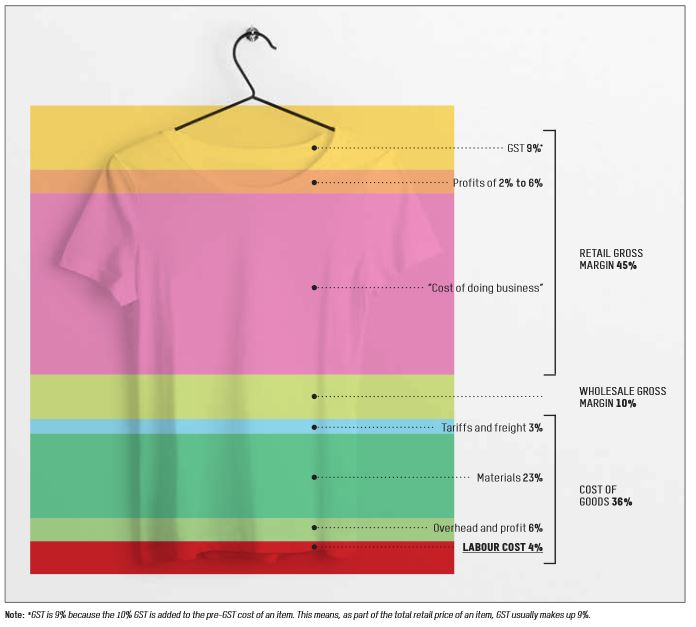 GST 9%*
Profits of 2% to 6%
"Cost of doing business"
RETAIL GROSS
MARGIN 45%
WHOLESALE GROSS
MARGIN 10%
Tariffs and freight 3%
Materials 23%
COST OF
GOODS 36%
Overhead and profit 6%
LABOUR COST 4%
Note: *GST is 9% because the 10% GST is added to the pre-GST cost of an item. This means, as part of the total retail price of an item, GST usually makes up 9%.